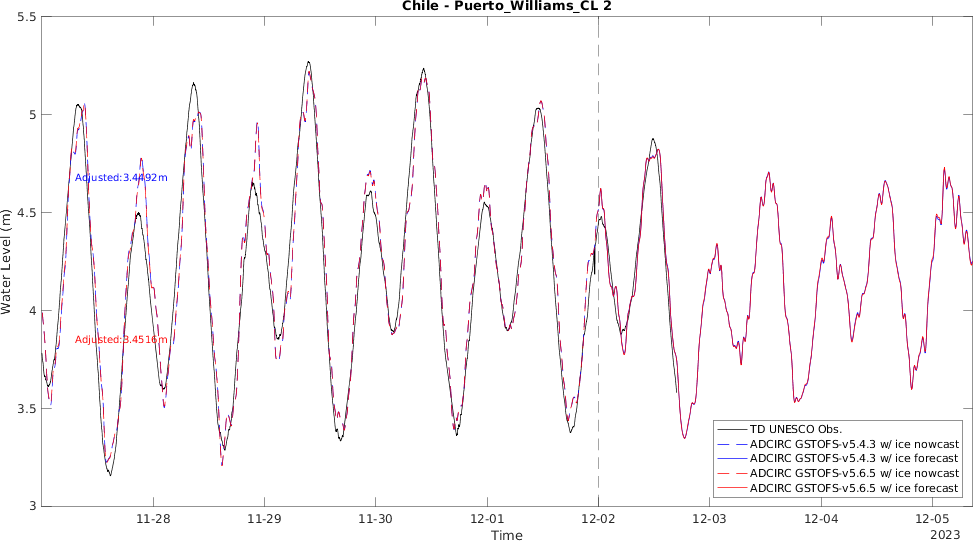 Chile - Puerto_Williams_CL 2
5.5
5
4.5
4
3.5
3
Water Level (m)
Adjusted:3.4492m
Adjusted:3.4516m
TD UNESCO Obs.
ADCIRC GSTOFS-v5.4.3 w/ ice nowcast
ADCIRC GSTOFS-v5.4.3 w/ ice forecast
ADCIRC GSTOFS-v5.6.5 w/ ice nowcast
ADCIRC GSTOFS-v5.6.5 w/ ice forecast
11-28 11-29 11-30 12-01 12-02 12-03 12-04 12-05
Time
2023